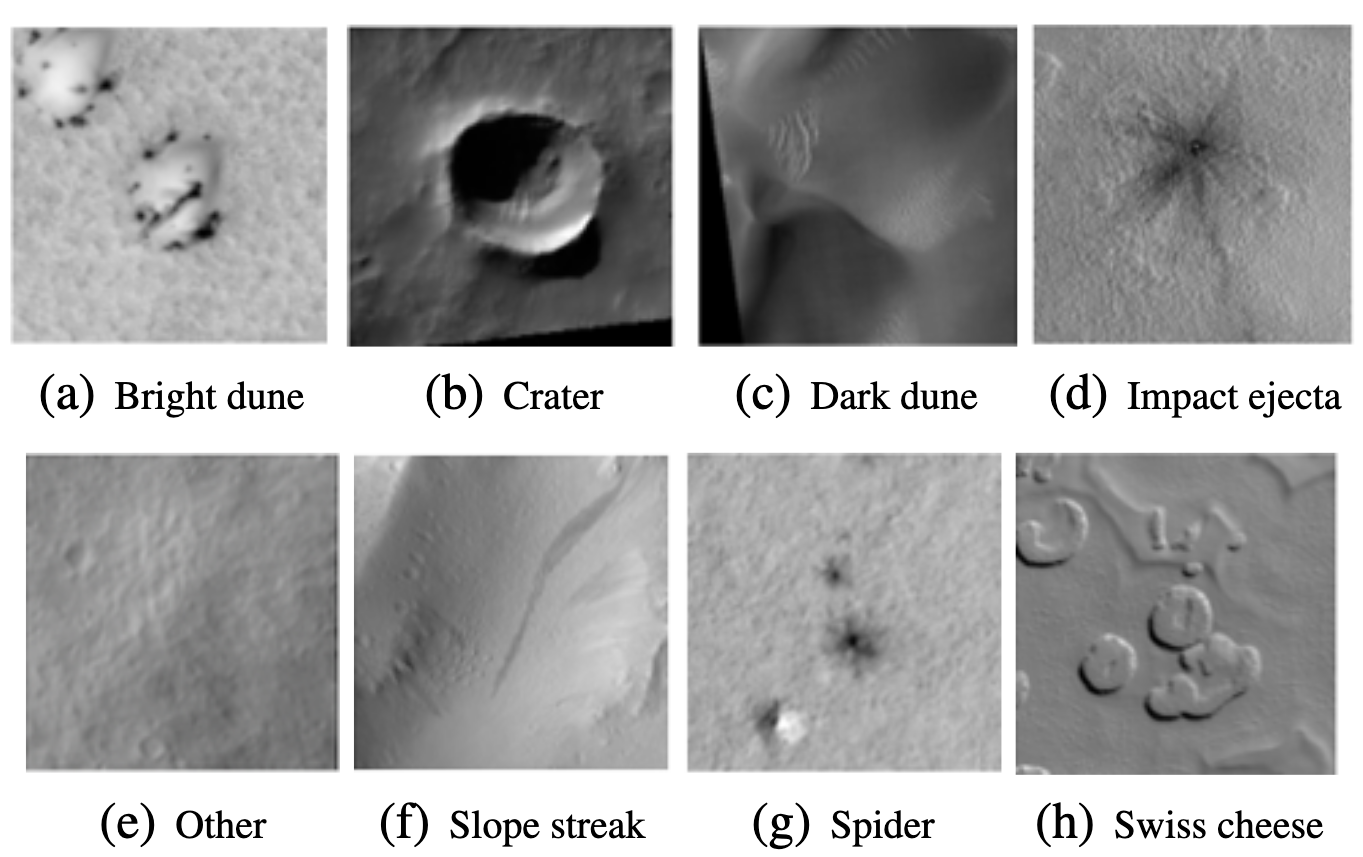 (a) Bright dune
(b) Crater
(c) Dark dune
(d) Impact ejecta
(e) Other
(f) Slope streak
(g) Spider
(h) Swiss cheese